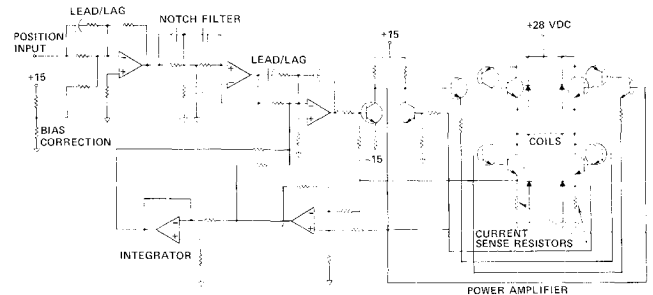 LEAD/LAG
NOTCH FILTER
POSITION
INPUT
+15
BIAS
CORRECTION
LEAD/LAG
+15
-15
+28 VDC
COILS
INTEGRATOR
CURRENT
SENSE RESISTORS
POWER AMPLIFIER